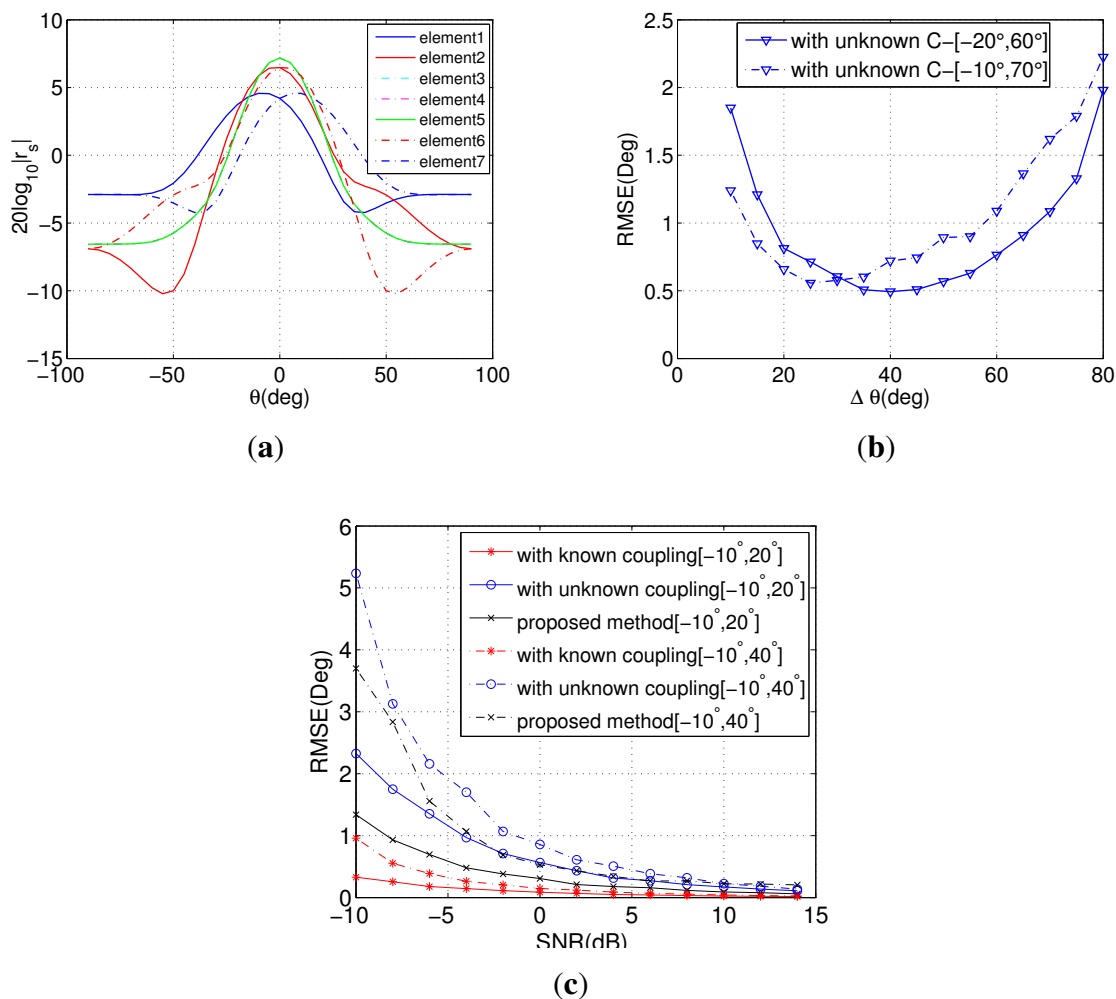 10
5
0
−5
−10
−15
−100
−50
0
50
100
20log10|rs|
θ(deg)
element1
element2
element3
element4
element5
element6
element7
(a)
2.5
2
1.5
1
0.5
0
0
20
40
60
80
RMSE(Deg)
Δ θ(deg)
with unknown C−[−20°,60°]
with unknown C−[−10°,70°]
(b)
6
5
4
3
2
1
0
−10
−5
0
5
10
15
RMSE(Deg)
SNR(dB)
with known coupling[−10°,20°]
with unknown coupling[−10°,20°]
proposed method[−10°,20°]
with known coupling[−10°,40°]
with unknown coupling[−10°,40°]
proposed method[−10°,40°]
(c)